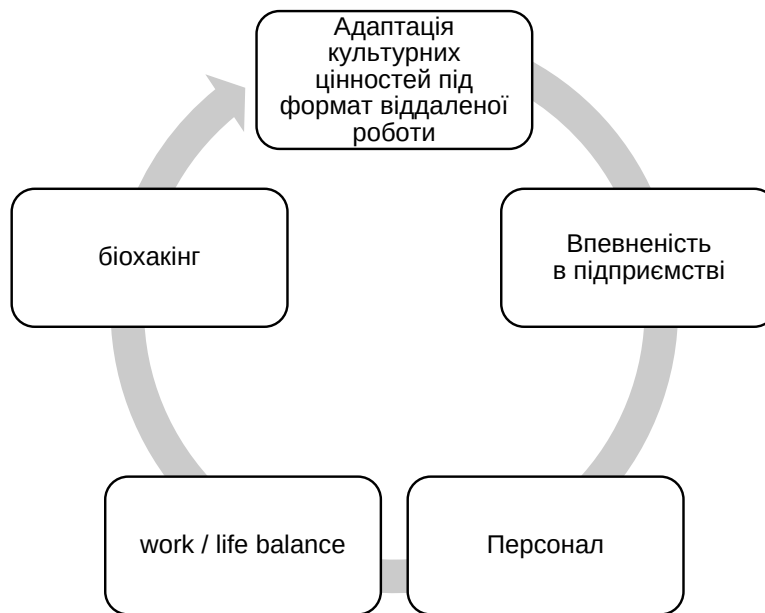 Адаптація
культурних
цінностей під
формат віддаленої
роботи
Впевненість
в підприємстві
Персонал
work / life balance
біохакінг